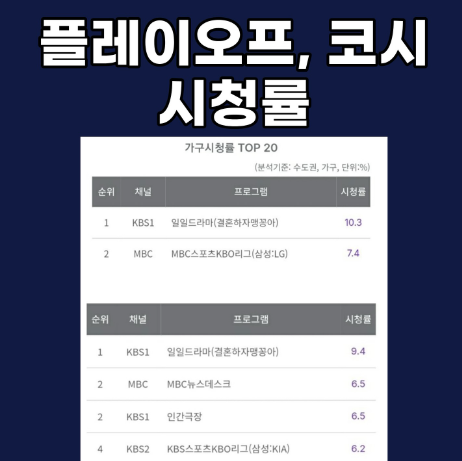 플레이오프, 코시
시청률
가구시청률 TOP 20
(분석기준: 수도권, 가구, 단위:%)
순위 채널 프로그램 시청률
1 KBS1 일일드라마(결혼하자맹꽁아) 10.3
2 MBC MBC스포츠KBO리그(삼성:LG) 7.4
순위 채널 프로그램 시청률
1 KBS1 일일드라마(결혼하자맹꽁아) 9.4
2 MBC MBC뉴스데스크 6.5
2 KBS1 인간극장 6.5
4 KBS2 KBS스포츠KBO리그(삼성:KIA) 6.2